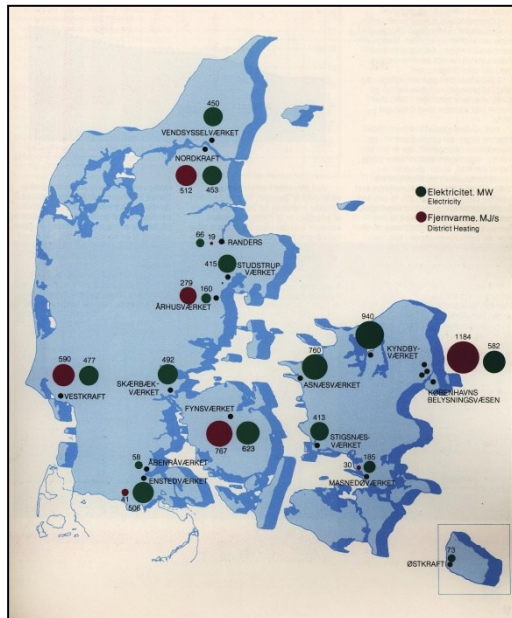 450
VENDSYSSELVÆRKET
NORDKRAFT
512
453
Elektricitet. MW
Electricity
Fjernvarme. MJ/s
District Heating
66
19
RANDERS
415
STUDSTRUP-
VÆRKET
279
160
ÅRHUSVÆRKET
940
1184
582
590
477
492
760
KYNDBY-
VÆRKET
SKÆRBÆK-
VÆRKET
ASNÆSVÆRKET
KØBENHAVNS
BELYSNINGSVÆSEN
VESTKRAFT
FYNSVÆRKET
413
767
623
STIGSNÆS-
VÆRKET
58
ÅBENRÅVÆRKET
30
185
MASNEDØVÆRKET
ENSTEDVÆRKET
41
506
73
ØSTKRAFT